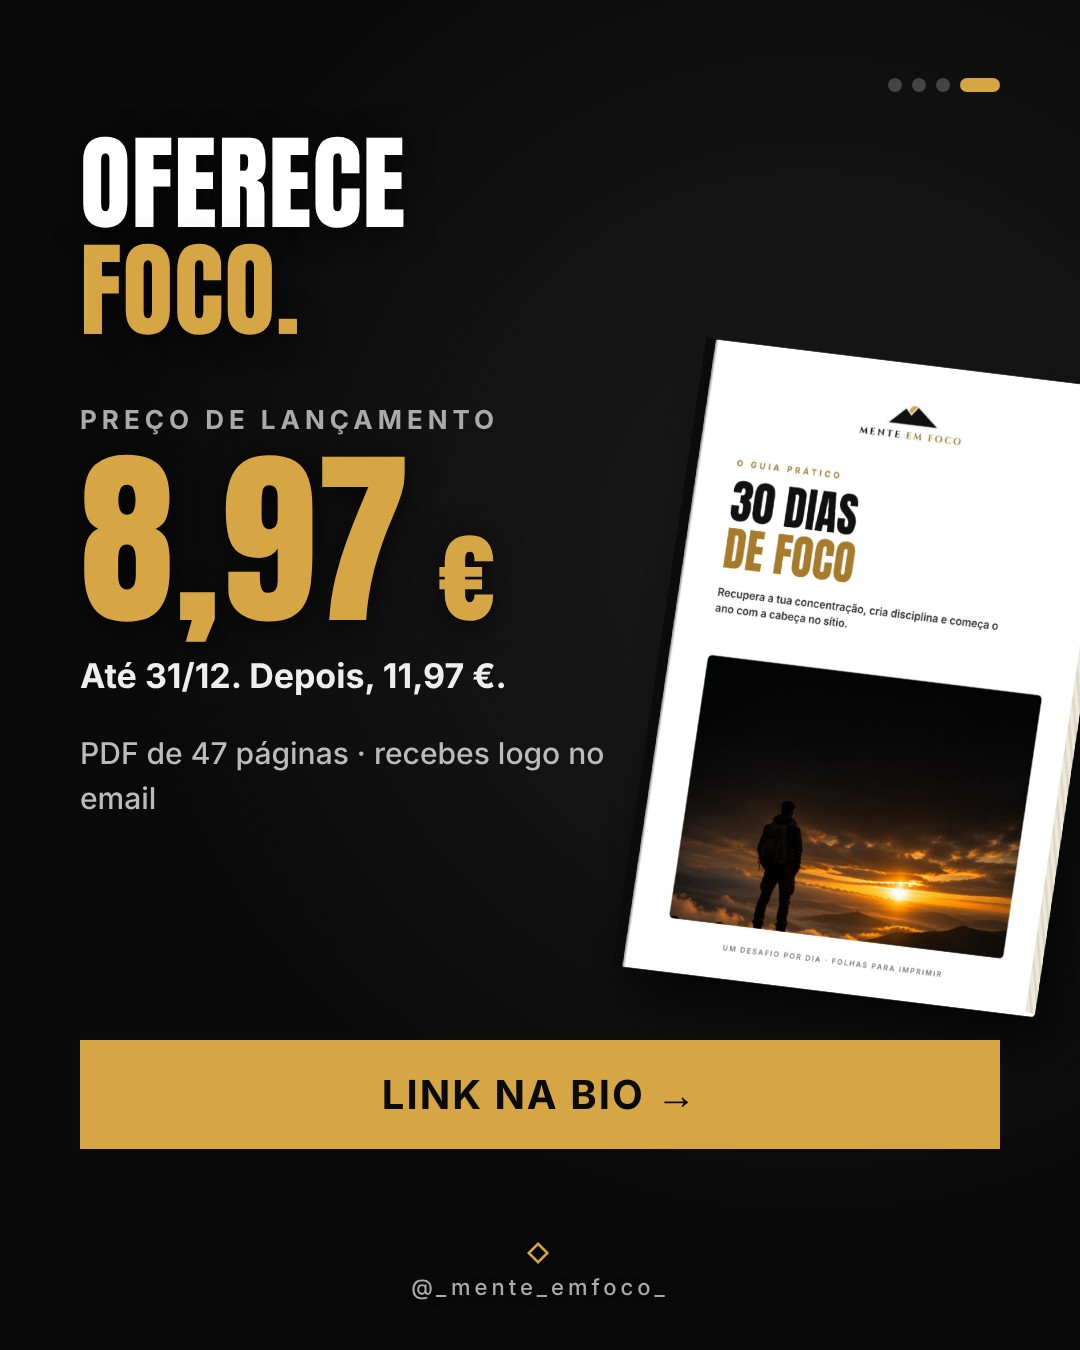 OFERECE
FOCO.
PREÇO DE LANÇAMENTO
8,97 €
Até 31/12. Depois, 11,97 €.
PDF de 47 páginas · recebes logo no
email
MENTE EM FOCO
O GUIA PRÁTICO
30 DIAS
DE FOCO
Recupera a tua concentração, cria disciplina e começa o
ano com a cabeça no sítio.
UM DESAFIO POR DIA · FOLHAS PARA IMPRIMIR
LINK NA BIO →
@_mente_emfoco_